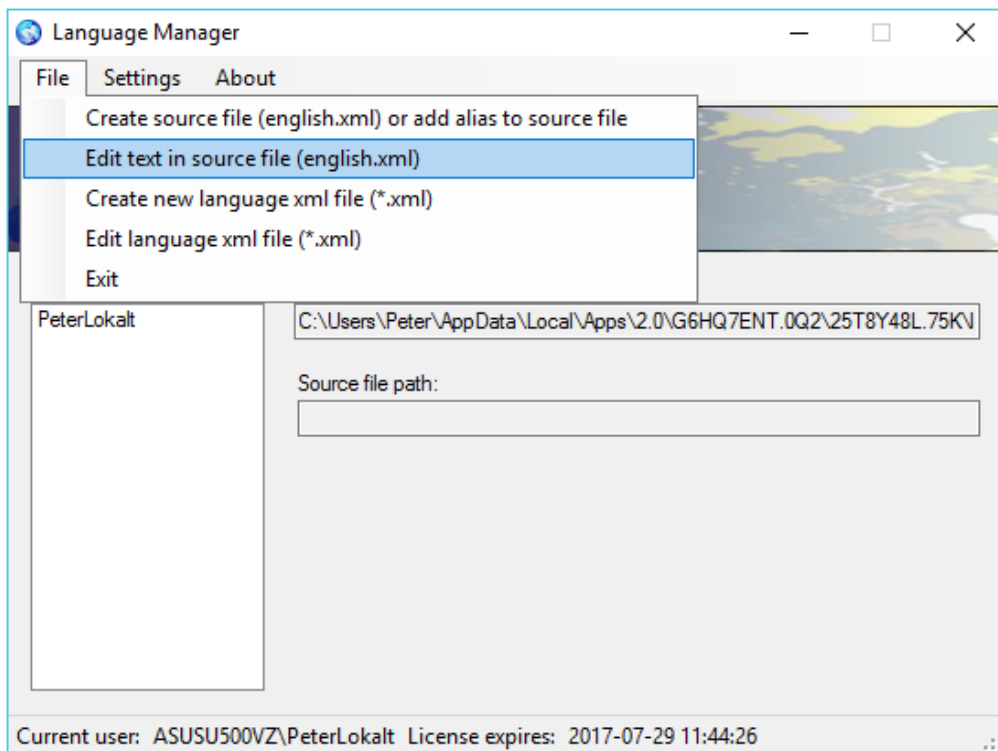 Language Manager
File Settings About
Create source file (english.xml) or add alias to source file
Edit text in source file (english.xml)
Create new language xml file (*.xml)
Edit language xml file (*.xml)
Exit
PeterLokalt
C:\Users\Peter\AppData\Local\Apps\2.0\G6HQ7ENT.0Q2\25T8Y48L.75K\
Source file path:
Current user: ASUSU500VZ\PeterLokalt License expires: 2017-07-29 11:44:26